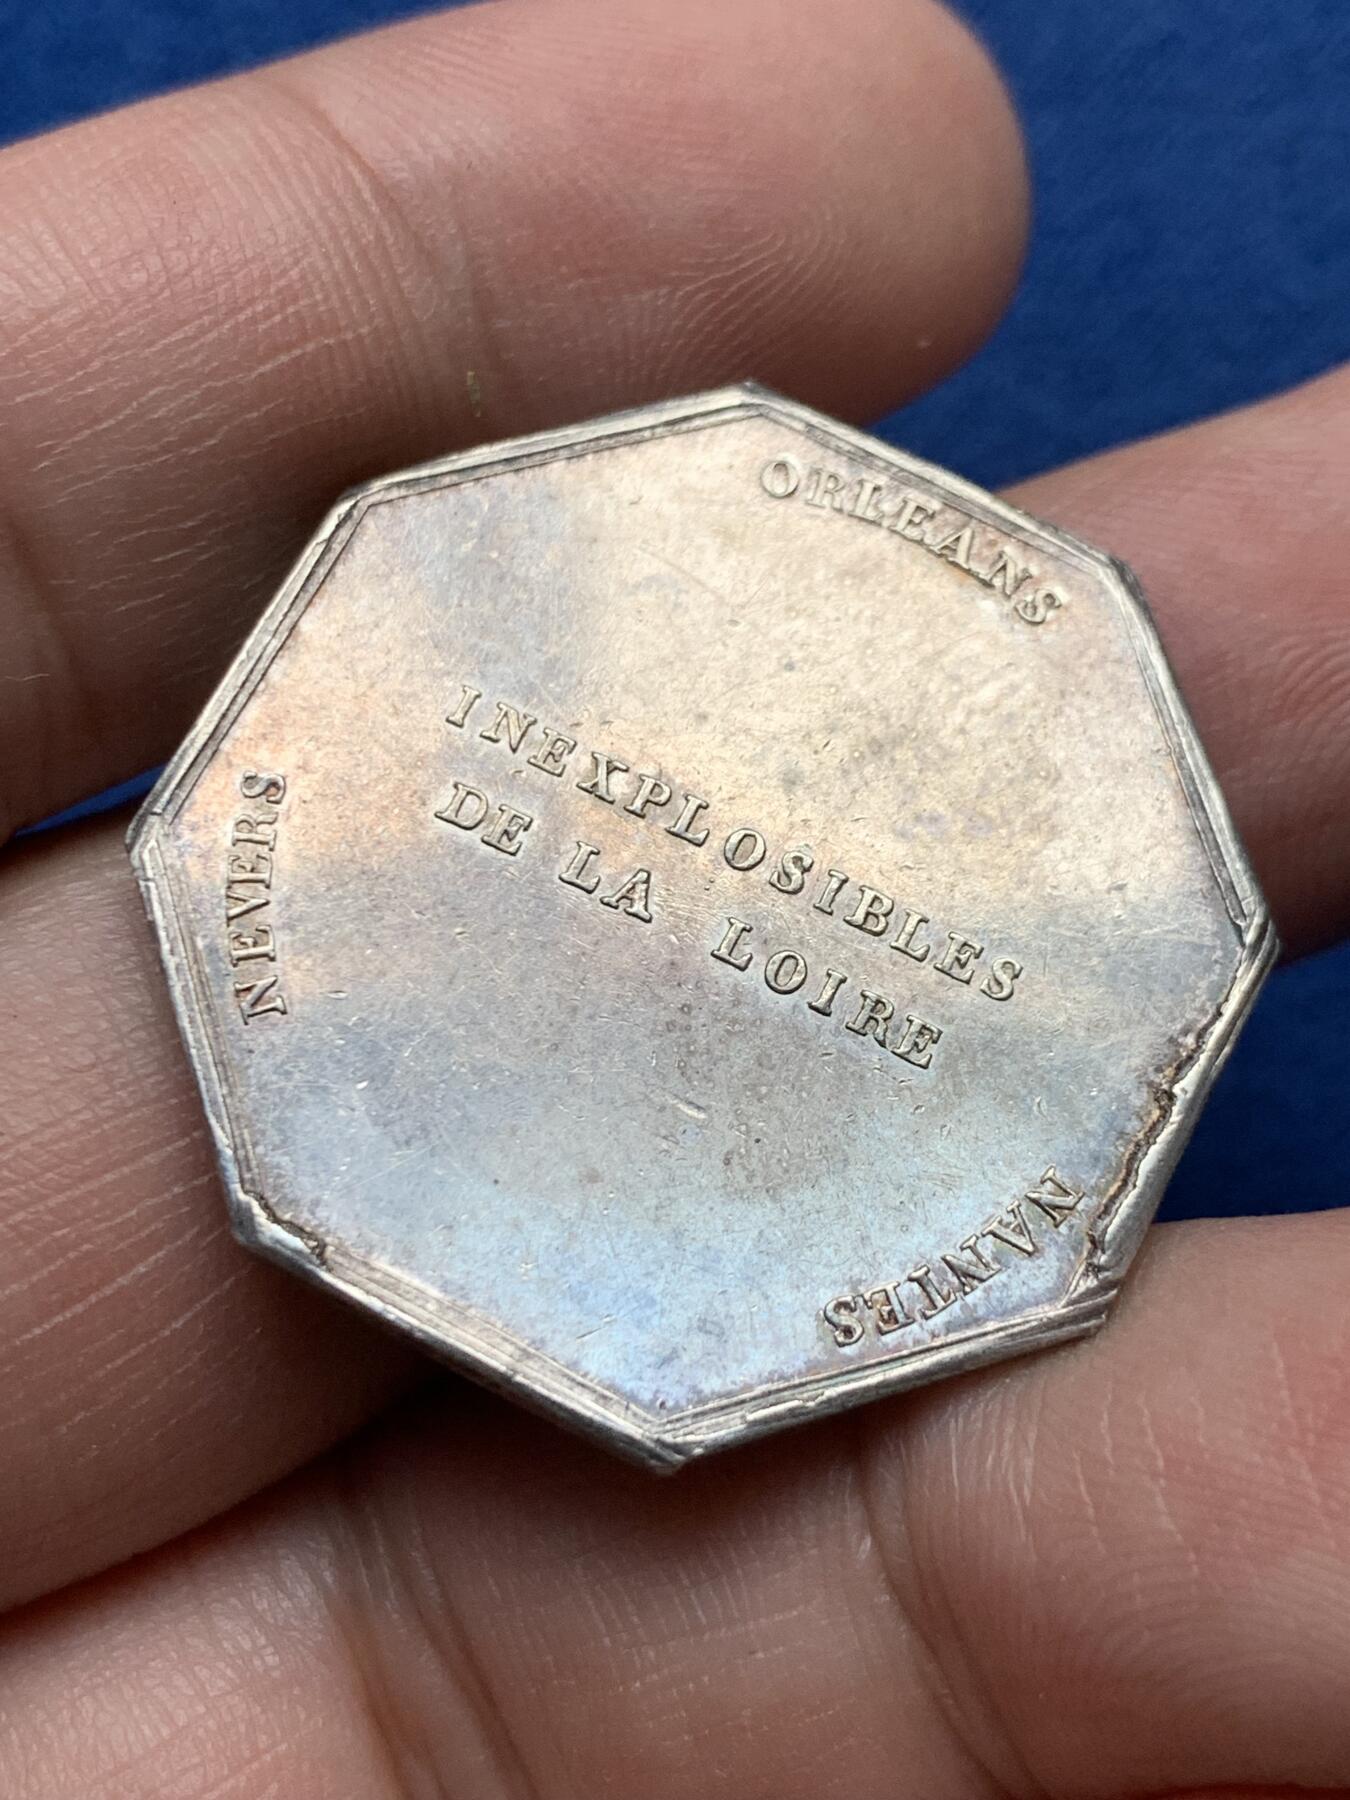 ORLEANS
INEXPLOSIBLES
DE LA LOIRE
NEVERS
NANTES